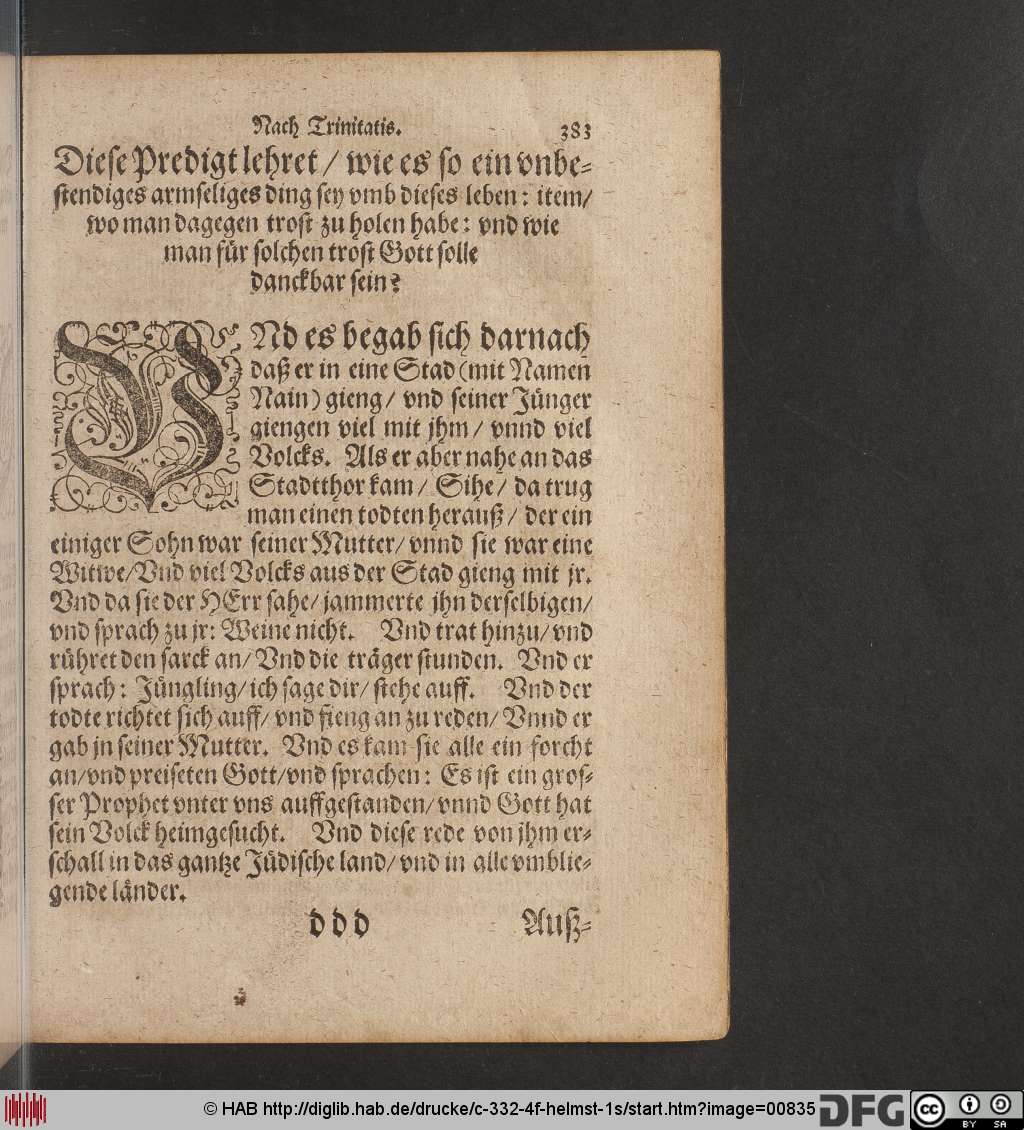 Nach Trinitatis. 383
Diese Predigt lehret / wie es so ein vnbe-
stendiges armseliges ding sey vmb dieses leben: item/
wo man dagegen trost zu holen habe: vnd wie
man für solchen trost Gott solle
danckbar sein?
VNd es begab sich darnach
daß er in eine Stad (mit Namen
Nain) gieng / vnd seiner Jünger
giengen viel mit jhm / vnnd viel
Volcks. Als er aber nahe an das
Stadtthor kam / Sihe / da trug
man einen todten herauß / der ein
einiger Sohn war seiner Mutter/ vnnd sie war eine
Witwe/Vnd viel Volcks aus der Stad gieng mit jr.
Vnd da sie der HErr sahe/ jammerte jhn derselbigen/
vnd sprach zu jr: Weine nicht. Vnd trat hinzu/ vnd
rühret den sarck an/ Vnd die träger stunden. Vnd er
sprach: Jüngling/ ich sage dir/ stehe auff. Vnd der
todte richtet sich auff/ vnd fieng an zu reden/ Vnnd er
gab jn seiner Mutter. Vnd es kam sie alle ein forcht
an/vnd preiseten Gott/vnd sprachen: Es ist ein gros-
ser Prophet vnter vns auffgestanden/ vnnd Gott hat
sein Volck heimgesucht. Vnd diese rede von jhm er-
schall in das gantze Jüdische land/ vnd in alle vmblie-
gende länder.
D d d Auß-
© HAB http://diglib.hab.de/drucke/c-332-4f-helmst-1s/start.htm?image=00835 DFG cc BY SA